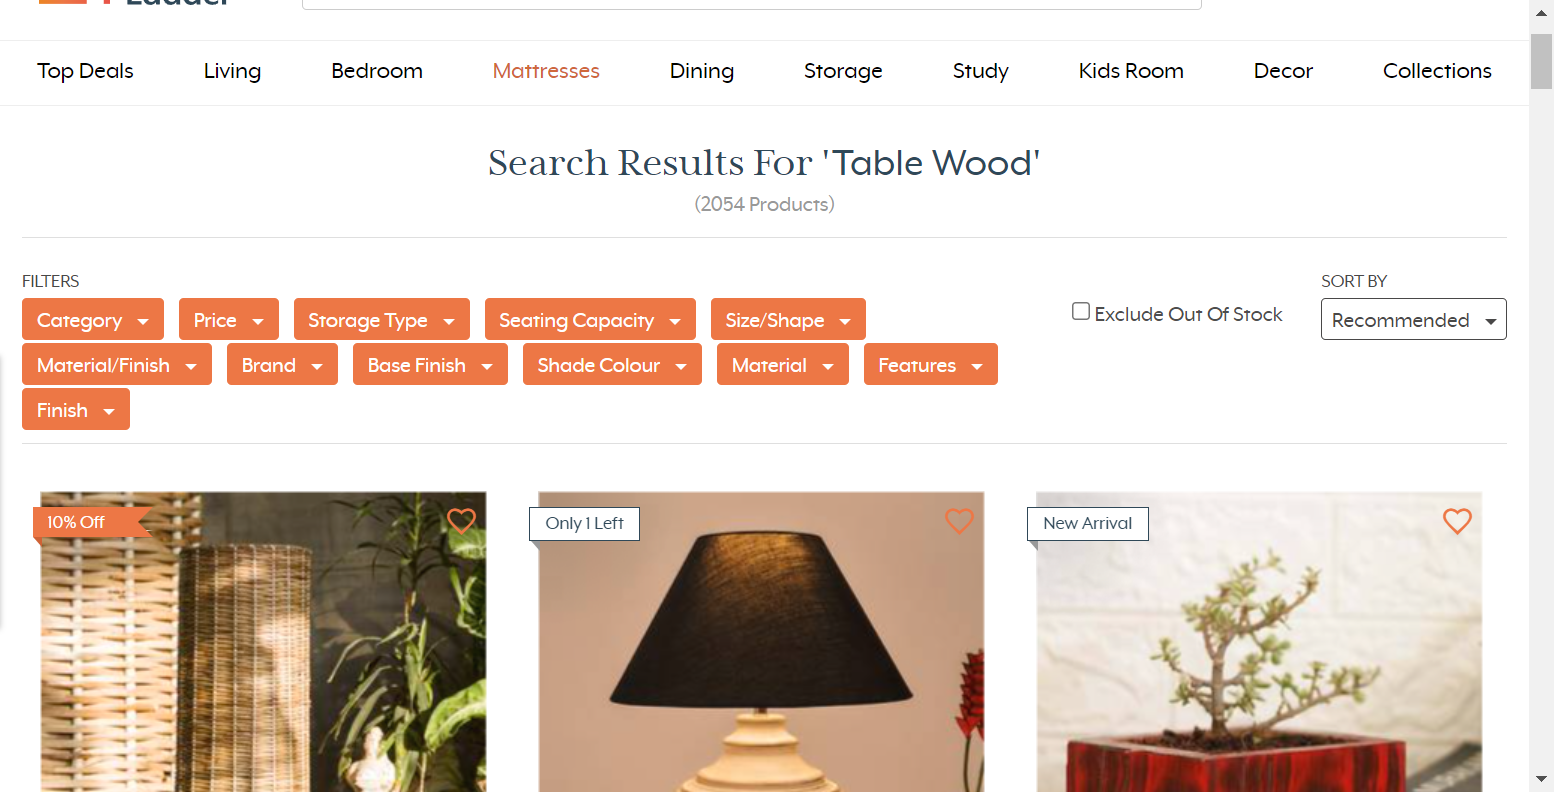 Top Deals Living Bedroom Mattresses Dining Storage Study Kids Room Decor Collections
Search Results For 'Table Wood'
(2054 Products)
FILTERS
SORT BY
Category Price Storage Type Seating Capacity Size/Shape
Exclude Out Of Stock
Recommended
Material/Finish Brand Base Finish Shade Colour Material Features
Finish
10% Off
Only 1 Left
New Arrival